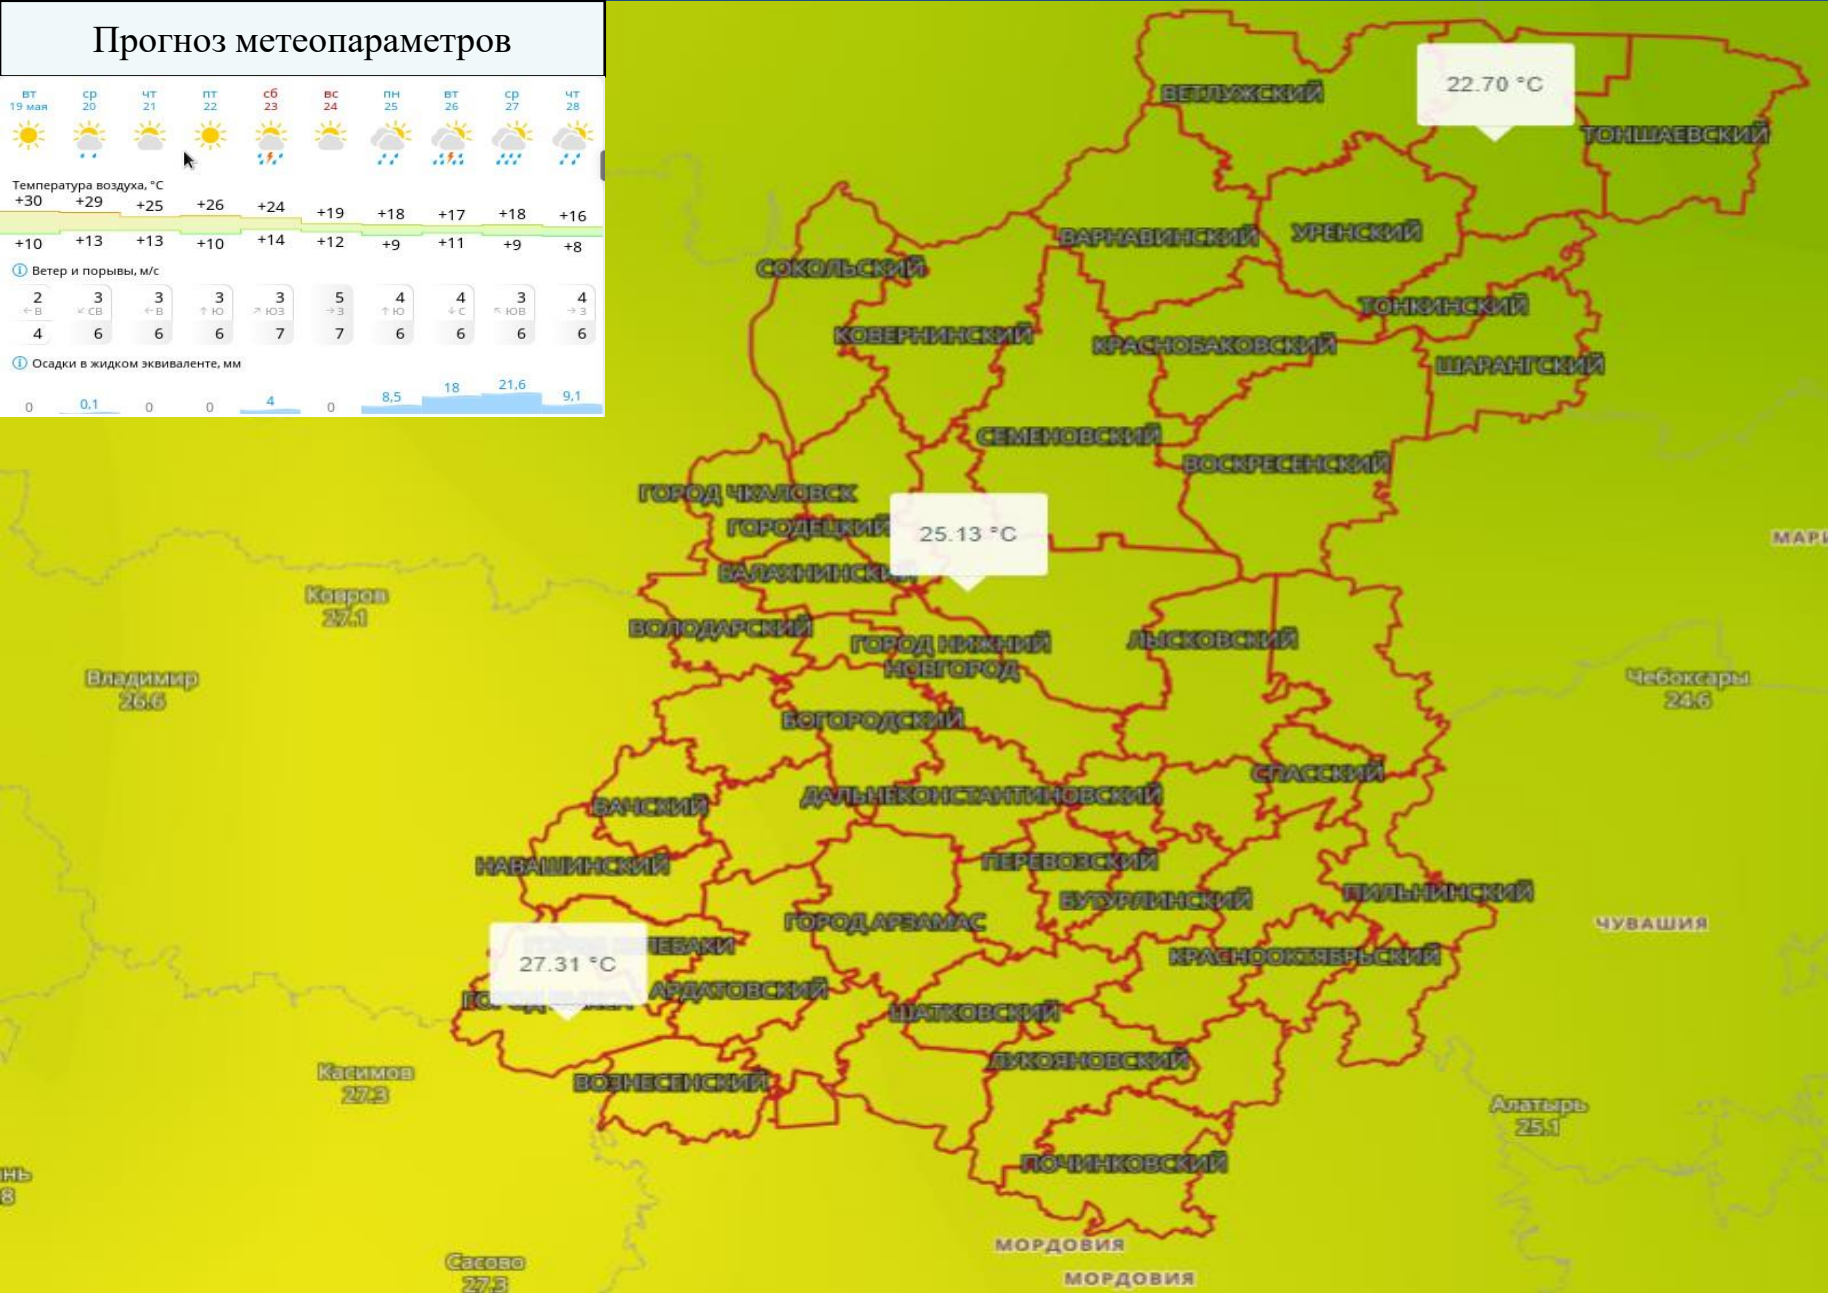 Прогноз метеопараметров
вт ср чт пт сб вс пн вт ср чт
19 мая 20 21 22 23 24 25 26 27 28
Температура воздуха, °C
+30 +29 +25 +26 +24 +19 +18 +17 +18 +16
+10 +13 +13 +10 +14 +12 +9 +11 +9 +8
Ветер и порывы, м/с
2 3 3 3 3 5 4 4 3 4
←В ↙СВ ←В ↑Ю ↗ЮЗ →З ↑Ю ↓С ↖ЮВ →З
4 6 6 6 7 7 6 6 6 6
Осадки в жидком эквиваленте, мм
0 0,1 0 0 4 0 8,5 18 21,6 9,1
22.70 °C
ВЕТЛУЖСКИЙ
ТОНШАЕВСКИЙ
ВАРНАВИНСКИЙ
УРЕНСКИЙ
СОКОЛЬСКИЙ
ТОНКИНСКИЙ
КОВЕРНИНСКИЙ
КРАСНОБАКОВСКИЙ
ШАРАНГСКИЙ
СЕМЕНОВСКИЙ
ВОСКРЕСЕНСКИЙ
ГОРОД ЧКАЛОВСК
ГОРОДЕЦКИЙ
25.13 °C
МАРИ
БАЛАХНИНСКИЙ
Ковров
27.1
ВОЛОДАРСКИЙ
ГОРОД НИЖНИЙ
НОВГОРОД
ЛЫСКОВСКИЙ
Владимир
26.6
Чебоксары
24.6
БОГОРОДСКИЙ
СПАССКИЙ
ВАЧСКИЙ
ДАЛЬНЕКОНСТАНТИНОВСКИЙ
НАВАШИНСКИЙ
ПЕРЕВОЗСКИЙ
БУТУРЛИНСКИЙ
ПИЛЬНИНСКИЙ
ГОРОД АРЗАМАС
ЧУВАШИЯ
ЛЕБАКИ
27.31 °C
КРАСНООКТЯБРЬСКИЙ
ГОРОД
АРДАТОВСКИЙ
ШАТКОВСКИЙ
ЛУКОЯНОВСКИЙ
Касимов
27.3
ВОЗНЕСЕНСКИЙ
Алатырь
25.1
ПОЧИНКОВСКИЙ
нь
8
МОРДОВИЯ
Сасово
27.3
МОРДОВИЯ